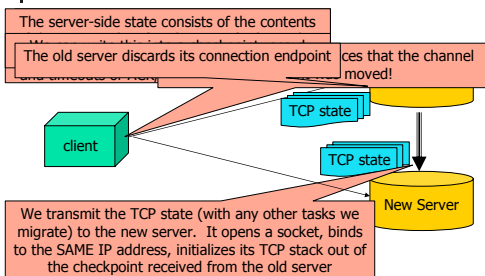 The server-side state consists of the contents
The old server discards its connection endpoint
ces that the channel
and timeouts of
moved!
TCP state
client
TCP state
New Server
We transmit the TCP state (with any other tasks we
migrate) to the new server. It opens a socket, binds
to the SAME IP address, initializes its TCP stack out of
the checkpoint received from the old server